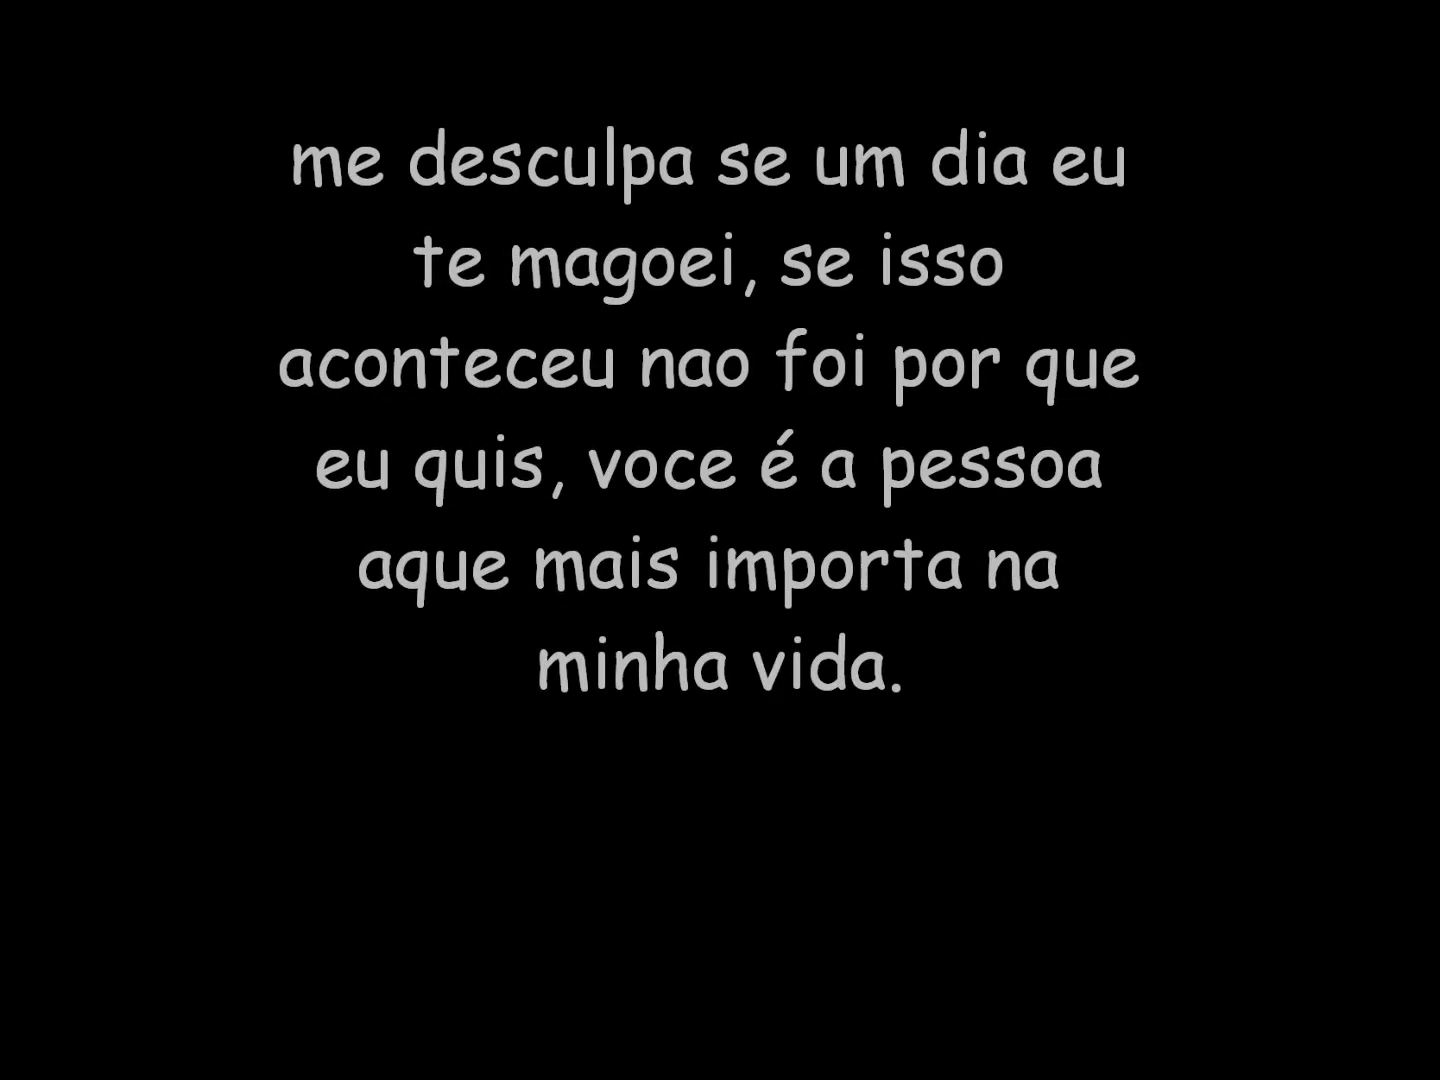 me desculpa se um dia eu
te magoei, se isso
aconteceu nao foi por que
eu quis, voce é a pessoa
aque mais importa na
minha vida.